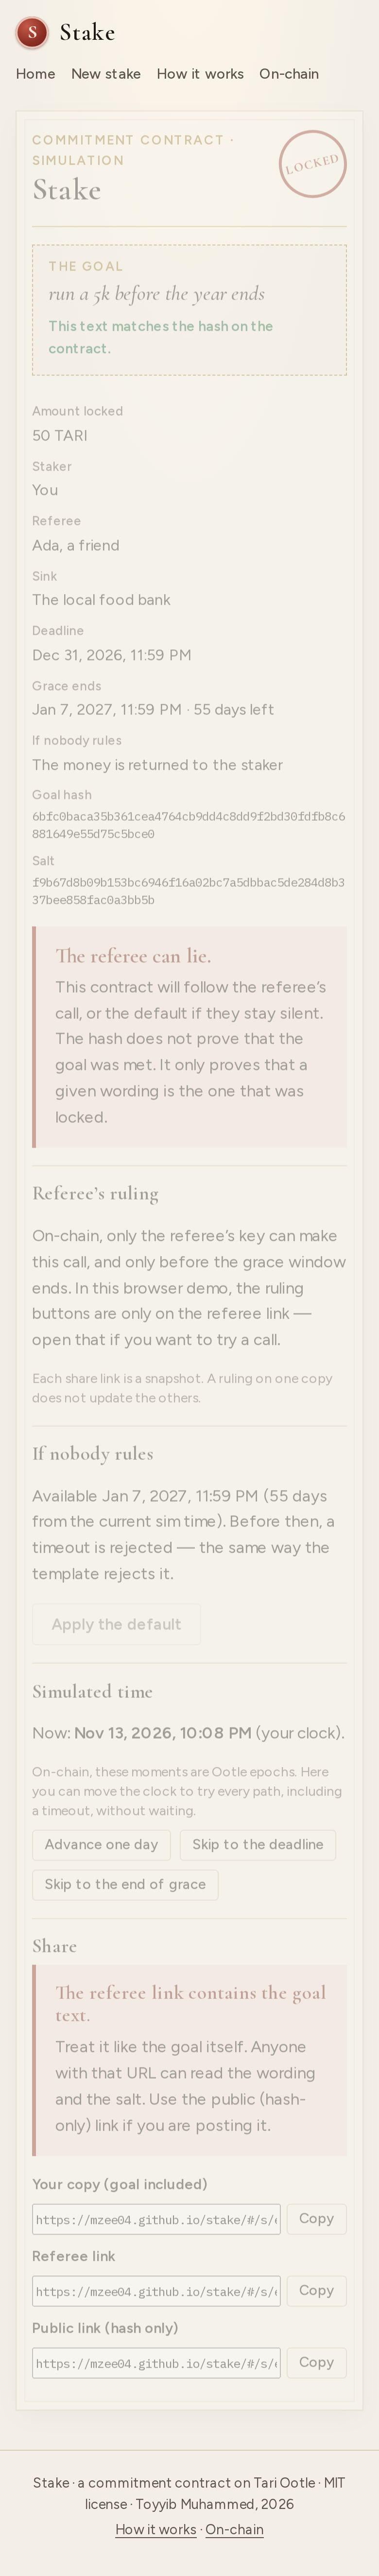 S Stake
Home New stake How it works On-chain
COMMITMENT CONTRACT ·
SIMULATION
LOCKED
Stake
THE GOAL
run a 5k before the year ends
This text matches the hash on the
contract.
Amount locked
50 TARI
Staker
You
Referee
Ada, a friend
Sink
The local food bank
Deadline
Dec 31, 2026, 11:59 PM
Grace ends
Jan 7, 2027, 11:59 PM · 55 days left
If nobody rules
The money is returned to the staker
Goal hash
6bfc0baca35b361cea4764cb9dd4c8dd9f2bd30fdfb8c6
881649e55d75c5bce0
Salt
f9b67d8b09b153bc6946f16a02bc7a5dbbac5de284d8b3
37bee858fac0a3bb5b
The referee can lie.
This contract will follow the referee’s
call, or the default if they stay silent.
The hash does not prove that the
goal was met. It only proves that a
given wording is the one that was
locked.
Referee’s ruling
On-chain, only the referee’s key can make
this call, and only before the grace window
ends. In this browser demo, the ruling
buttons are only on the referee link —
open that if you want to try a call.
Each share link is a snapshot. A ruling on one copy
does not update the others.
If nobody rules
Available Jan 7, 2027, 11:59 PM (55 days
from the current sim time). Before then, a
timeout is rejected — the same way the
template rejects it.
Apply the default
Simulated time
Now: Nov 13, 2026, 10:08 PM (your clock).
On-chain, these moments are Ootle epochs. Here
you can move the clock to try every path, including
a timeout, without waiting.
Advance one day Skip to the deadline
Skip to the end of grace
Share
The referee link contains the goal
text.
Treat it like the goal itself. Anyone
with that URL can read the wording
and the salt. Use the public (hash-
only) link if you are posting it.
Your copy (goal included)
https://mzee04.github.io/stake/#/s/ Copy
Referee link
https://mzee04.github.io/stake/#/s/ Copy
Public link (hash only)
https://mzee04.github.io/stake/#/s/ Copy
Stake · a commitment contract on Tari Ootle · MIT
license · Toyyib Muhammed, 2026
How it works · On-chain